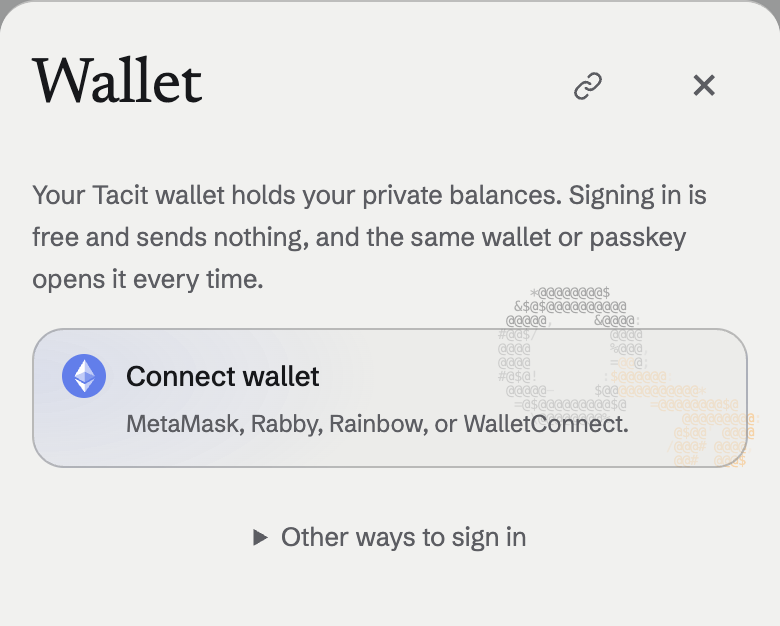 Wallet
Your Tacit wallet holds your private balances. Signing in is
free and sends nothing, and the same wallet or passkey
opens it every time.
Connect wallet
MetaMask, Rabby, Rainbow, or WalletConnect.
Other ways to sign in